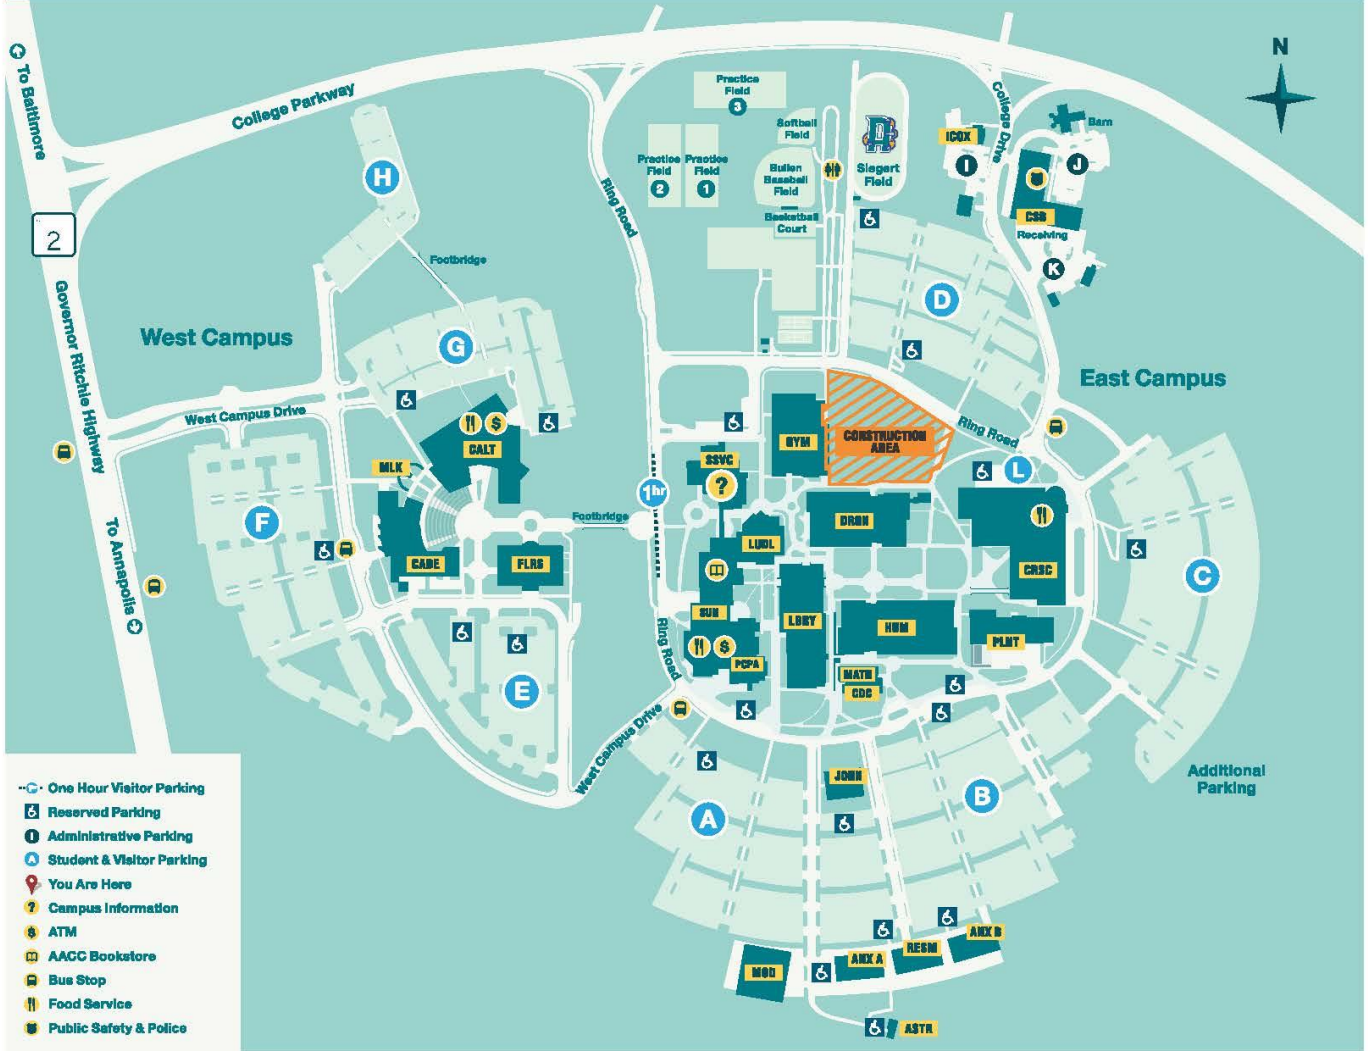 N
To Baltimore
College Parkway
2
Governor Ritchie Highway
To Annapolis
H
Footbridge
West Campus
G
West Campus Drive
CALT
$
MLK
F
CADE
FLRS
Footbridge
E
West Campus Drive
Ring Road
Practice
Field
3
Practice
Field
2
Practice
Field
1
Softball
Field
Bullen
Baseball
Field
Basketball
Court
A
Siegert
Field
College Drive
ICOX
I
Barn
J
CSB
Receiving
K
D
East Campus
Ring Road
CONSTRUCTION
AREA
GYM
SSVC
?
1hr
L
DRGN
LUDL
CRSC
SUN
LBRY
HUM
PLNT
$
PCPA
MATH
CDC
Ring Road
C
Additional
Parking
JOHN
A
B
MOD
ANX A
RESM
ANX B
ASTR
One Hour Visitor Parking
Reserved Parking
I Administrative Parking
A Student & Visitor Parking
You Are Here
? Campus Information
$ ATM
AACC Bookstore
Bus Stop
Food Service
Public Safety & Police